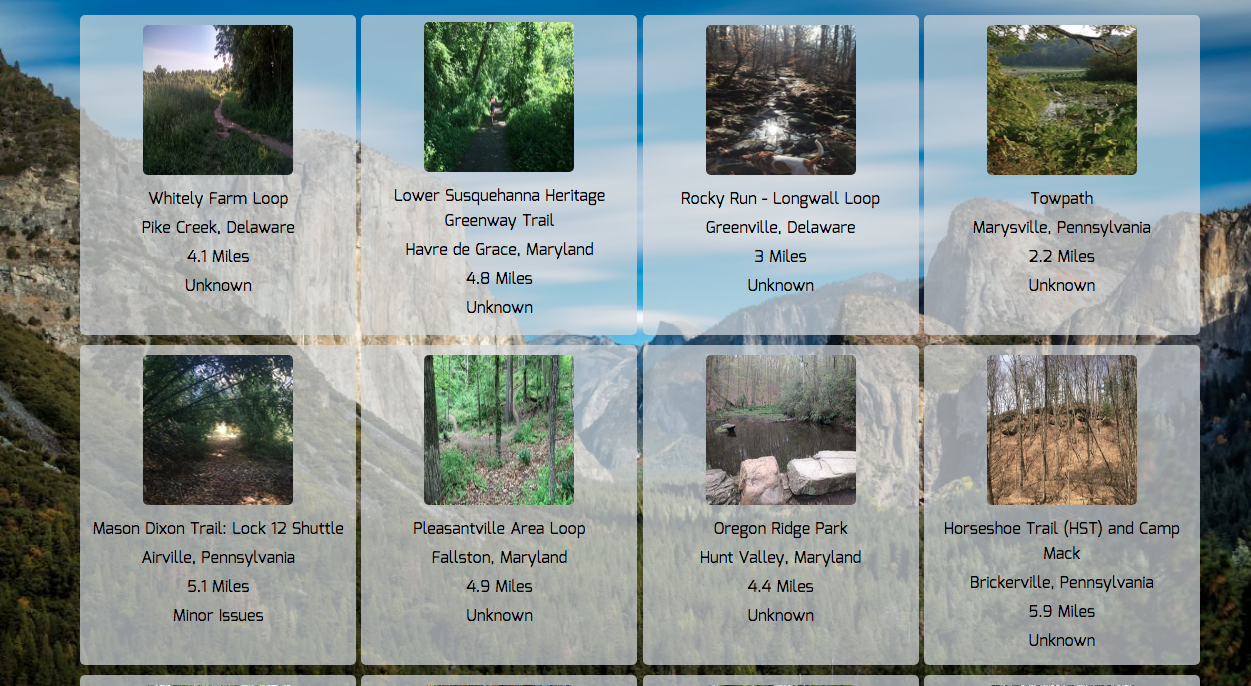 Whitely Farm Loop
Pike Creek, Delaware
4.1 Miles
Unknown
Lower Susquehanna Heritage
Greenway Trail
Havre de Grace, Maryland
4.8 Miles
Unknown
Rocky Run - Longwall Loop
Greenville, Delaware
3 Miles
Unknown
Towpath
Marysville, Pennsylvania
2.2 Miles
Unknown
Mason Dixon Trail: Lock 12 Shuttle
Airville, Pennsylvania
5.1 Miles
Minor Issues
Pleasantville Area Loop
Fallston, Maryland
4.9 Miles
Unknown
Oregon Ridge Park
Hunt Valley, Maryland
4.4 Miles
Unknown
Horseshoe Trail (HST) and Camp
Mack
Brickerville, Pennsylvania
5.9 Miles
Unknown